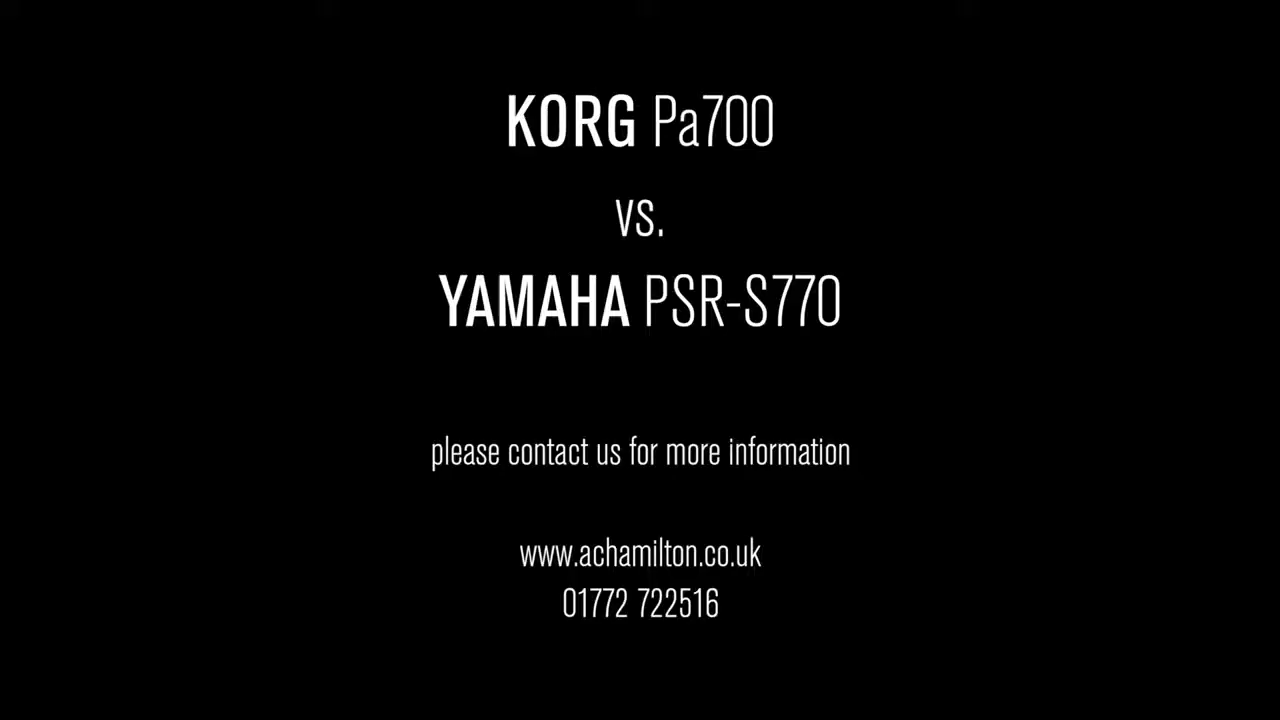 KORG Pa700
vs.
YAMAHA PSR-S770
please contact us for more information
www.achamilton.co.uk
01772 722516